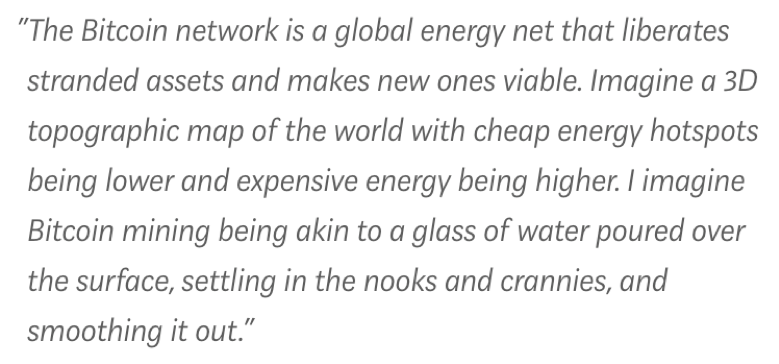 "The Bitcoin network is a global energy net that liberates
stranded assets and makes new ones viable. Imagine a 3D
topographic map of the world with cheap energy hotspots
being lower and expensive energy being higher. I imagine
Bitcoin mining being akin to a glass of water poured over
the surface, settling in the nooks and crannies, and
smoothing it out."